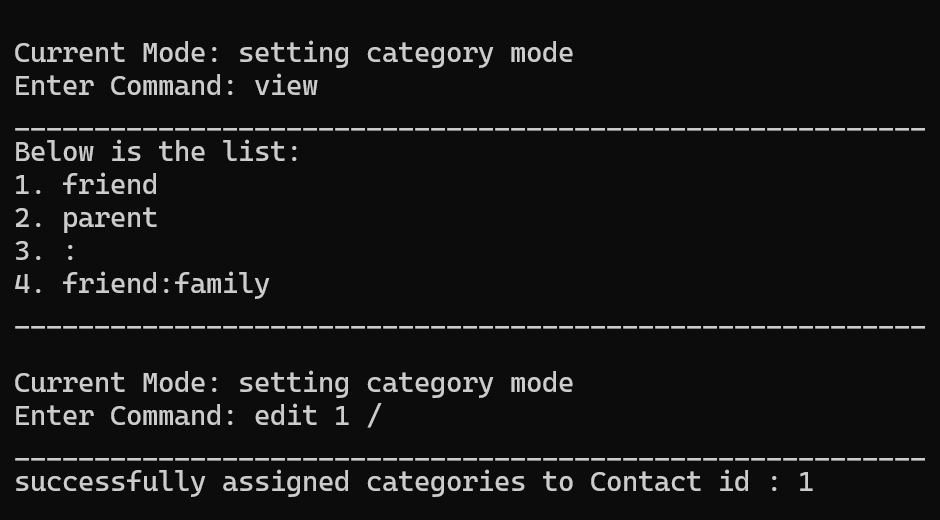 Current Mode: setting category mode
Enter Command: view
_________________________________________________________
Below is the list:
1. friend
2. parent
3. :
4. friend:family
_________________________________________________________
Current Mode: setting category mode
Enter Command: edit 1 /
_________________________________________________________
successfully assigned categories to Contact id : 1